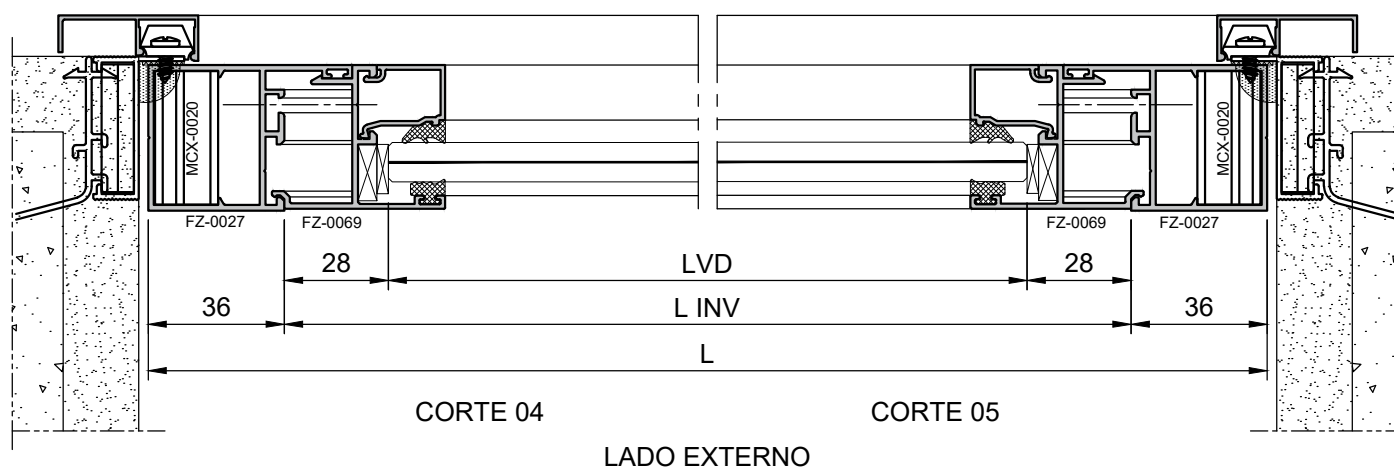 MCX-0020
MCX-0020
FZ-0027 FZ-0069 FZ-0069 FZ-0027
28 LVD 28
36 L INV 36
L
CORTE 04 CORTE 05
LADO EXTERNO